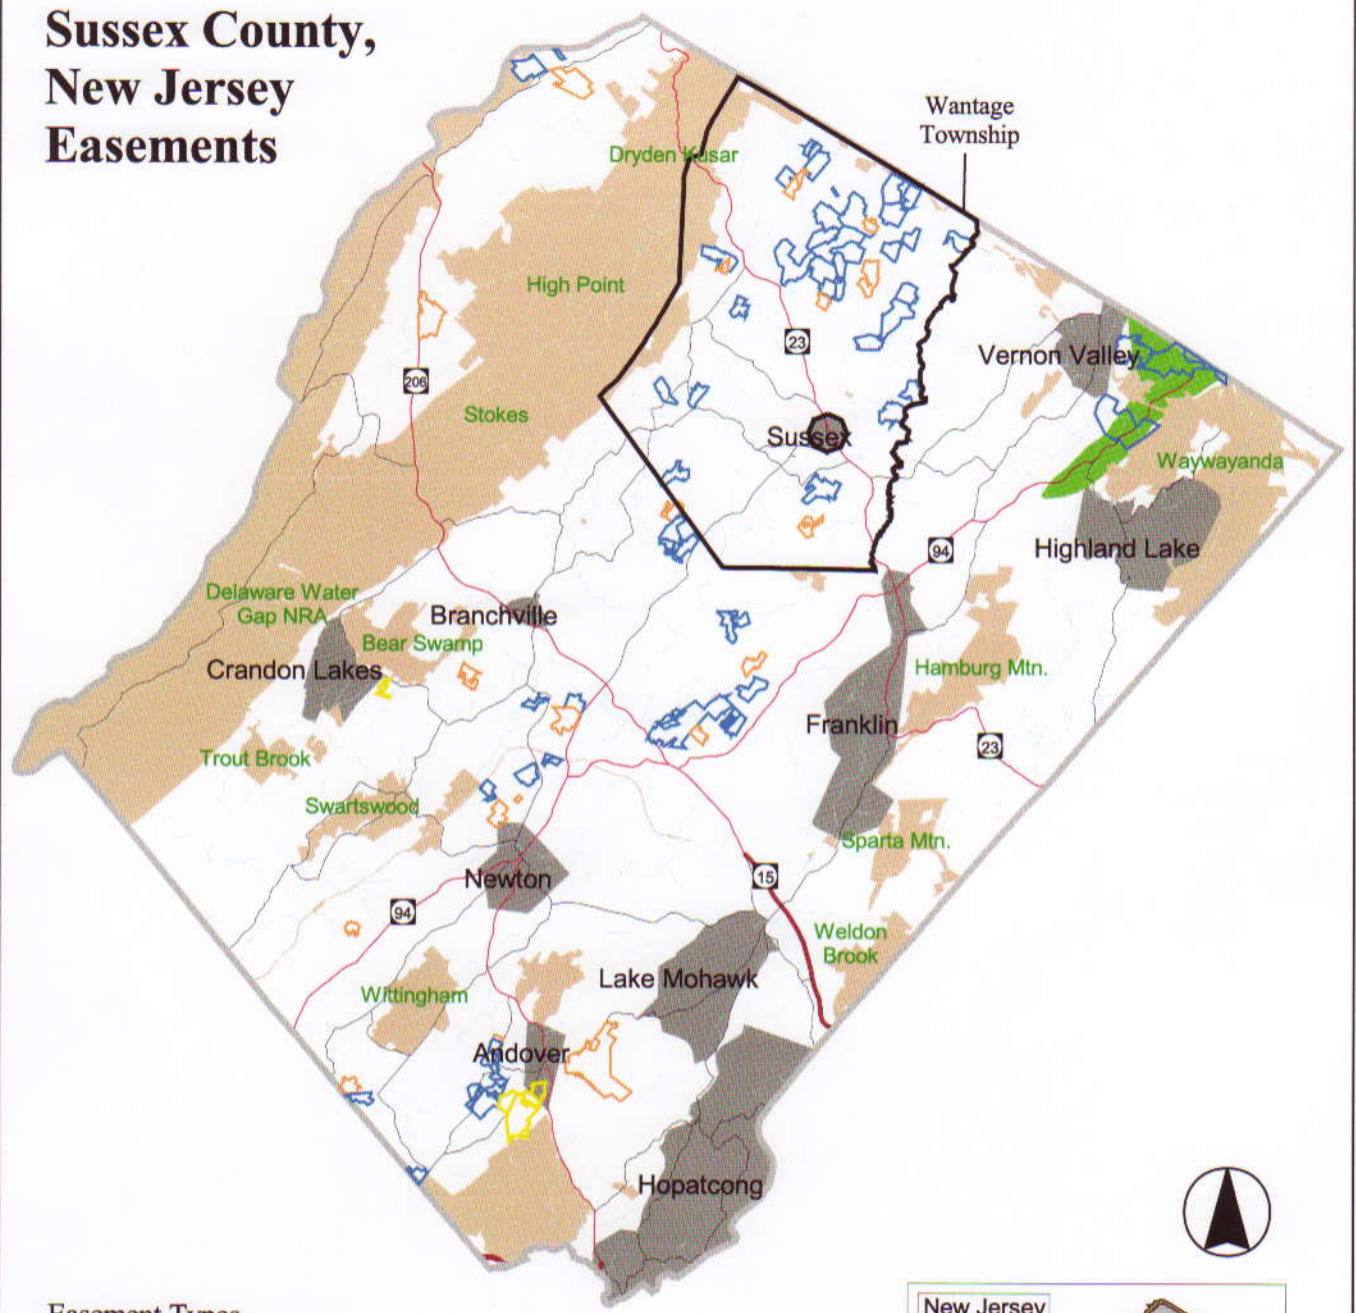 Sussex County,
New Jersey
Easements
Wantage
Township
Dryden Kusar
High Point
23
Vernon Valley
206
Stokes
Sussex
Waywayanda
94
Highland Lake
Delaware Water
Gap NRA
Branchville
Bear Swamp
Crandon Lakes
Hamburg Mtn.
Franklin
23
Trout Brook
Swartswood
Sparta Mtn.
Newton
15
94
Weldon
Brook
Lake Mohawk
Wittingham
Andover
Hopatcong
Easement Types
New Jersey